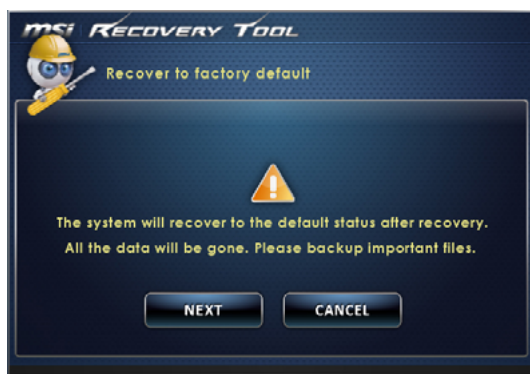 msi Recovery Tool
Recover to factory default
The system will recover to the default status after recovery.
All the data will be gone. Please backup important files.
NEXT CANCEL